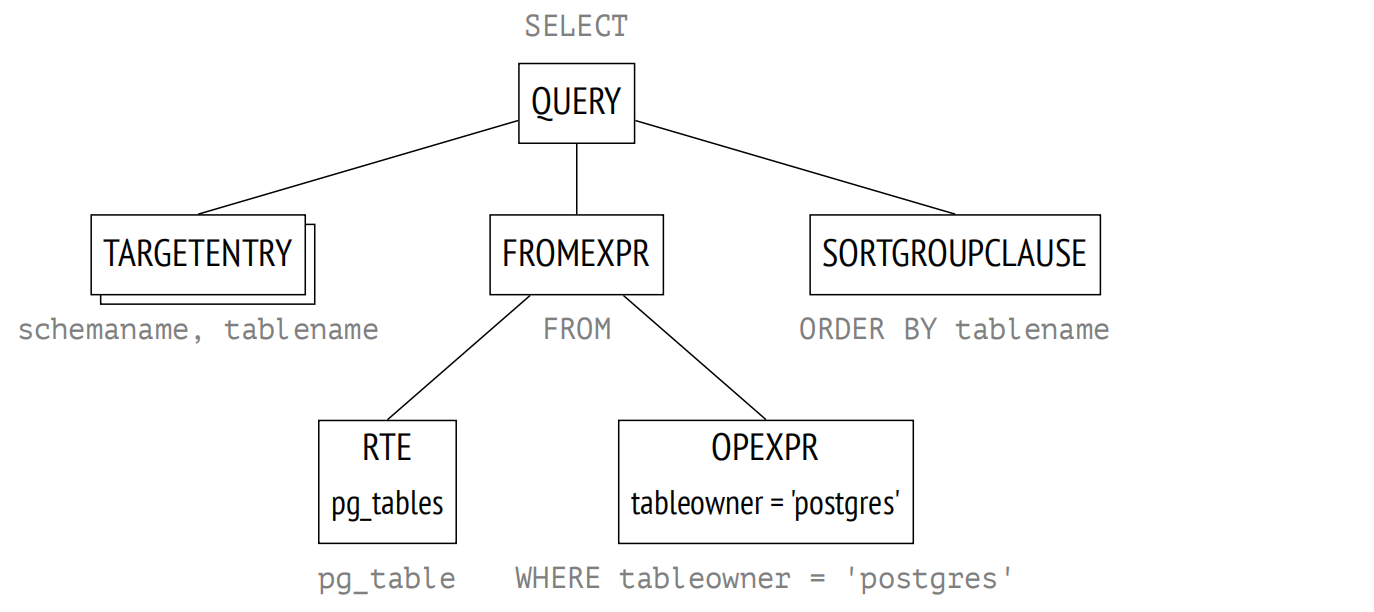 SELECT
QUERY
TARGETENTRY
FROMEXPR
SORTGROUPCLAUSE
schemaname, tablename
FROM
ORDER BY tablename
RTE
pg_tables
OPEXPR
tableowner = 'postgres'
pg_table
WHERE tableowner = 'postgres'